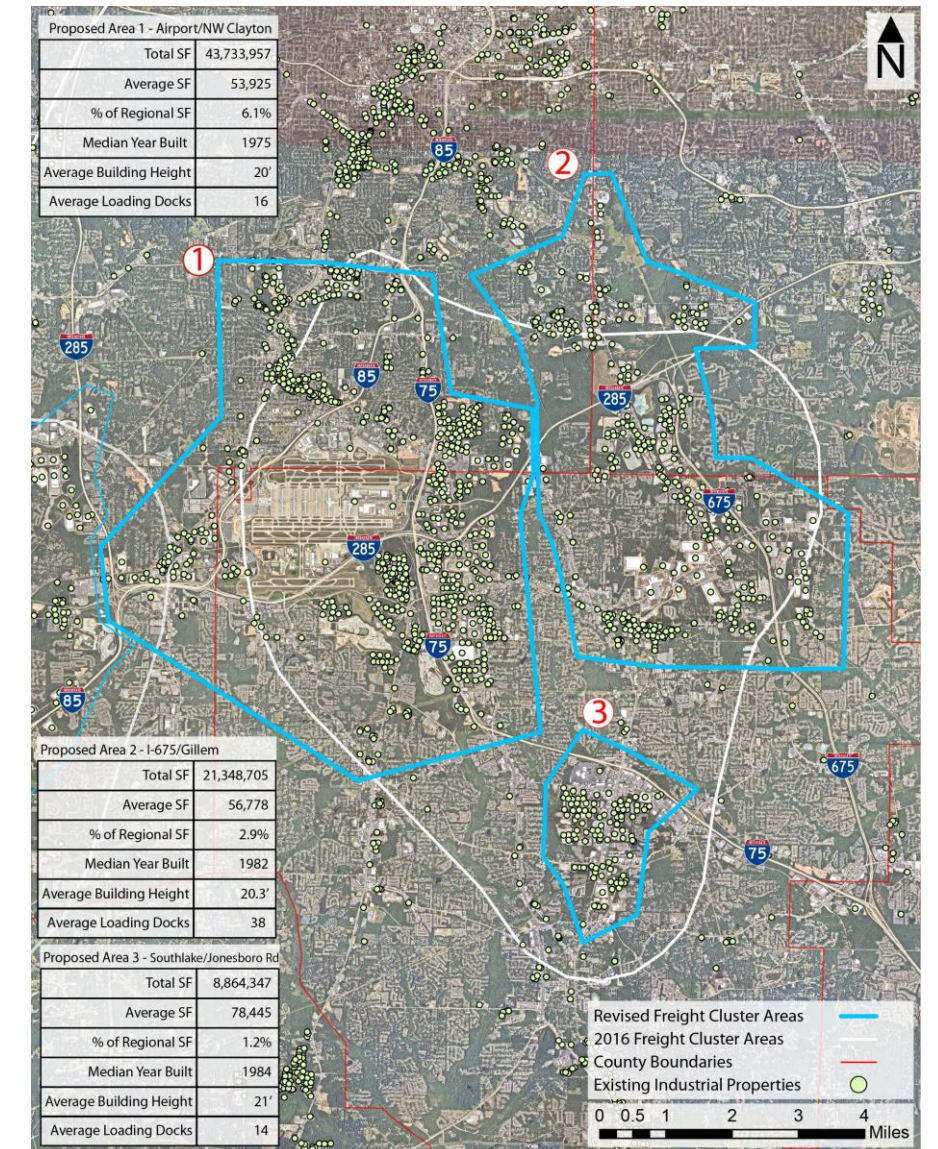 Proposed Area 1 - Airport/NW Clayton
Total SF 43,733,957
Average SF 53,925
% of Regional SF 6.1%
Median Year Built 1975
Average Building Height 20'
Average Loading Docks 16
N
85
2
1
285
85
75
285
675
285
75
85
3
675
75
Proposed Area 2 - I-675/Gillem
Total SF 21,348,705
Average SF 56,778
% of Regional SF 2.9%
Median Year Built 1982
Average Building Height 20.3'
Average Loading Docks 38
Proposed Area 3 - Southlake/Jonesboro Rd
Total SF 8,864,347
Average SF 78,445
% of Regional SF 1.2%
Median Year Built 1984
Average Building Height 21'
Average Loading Docks 14
Revised Freight Cluster Areas
2016 Freight Cluster Areas
County Boundaries
Existing Industrial Properties
0 0.5 1 2 3 4
Miles